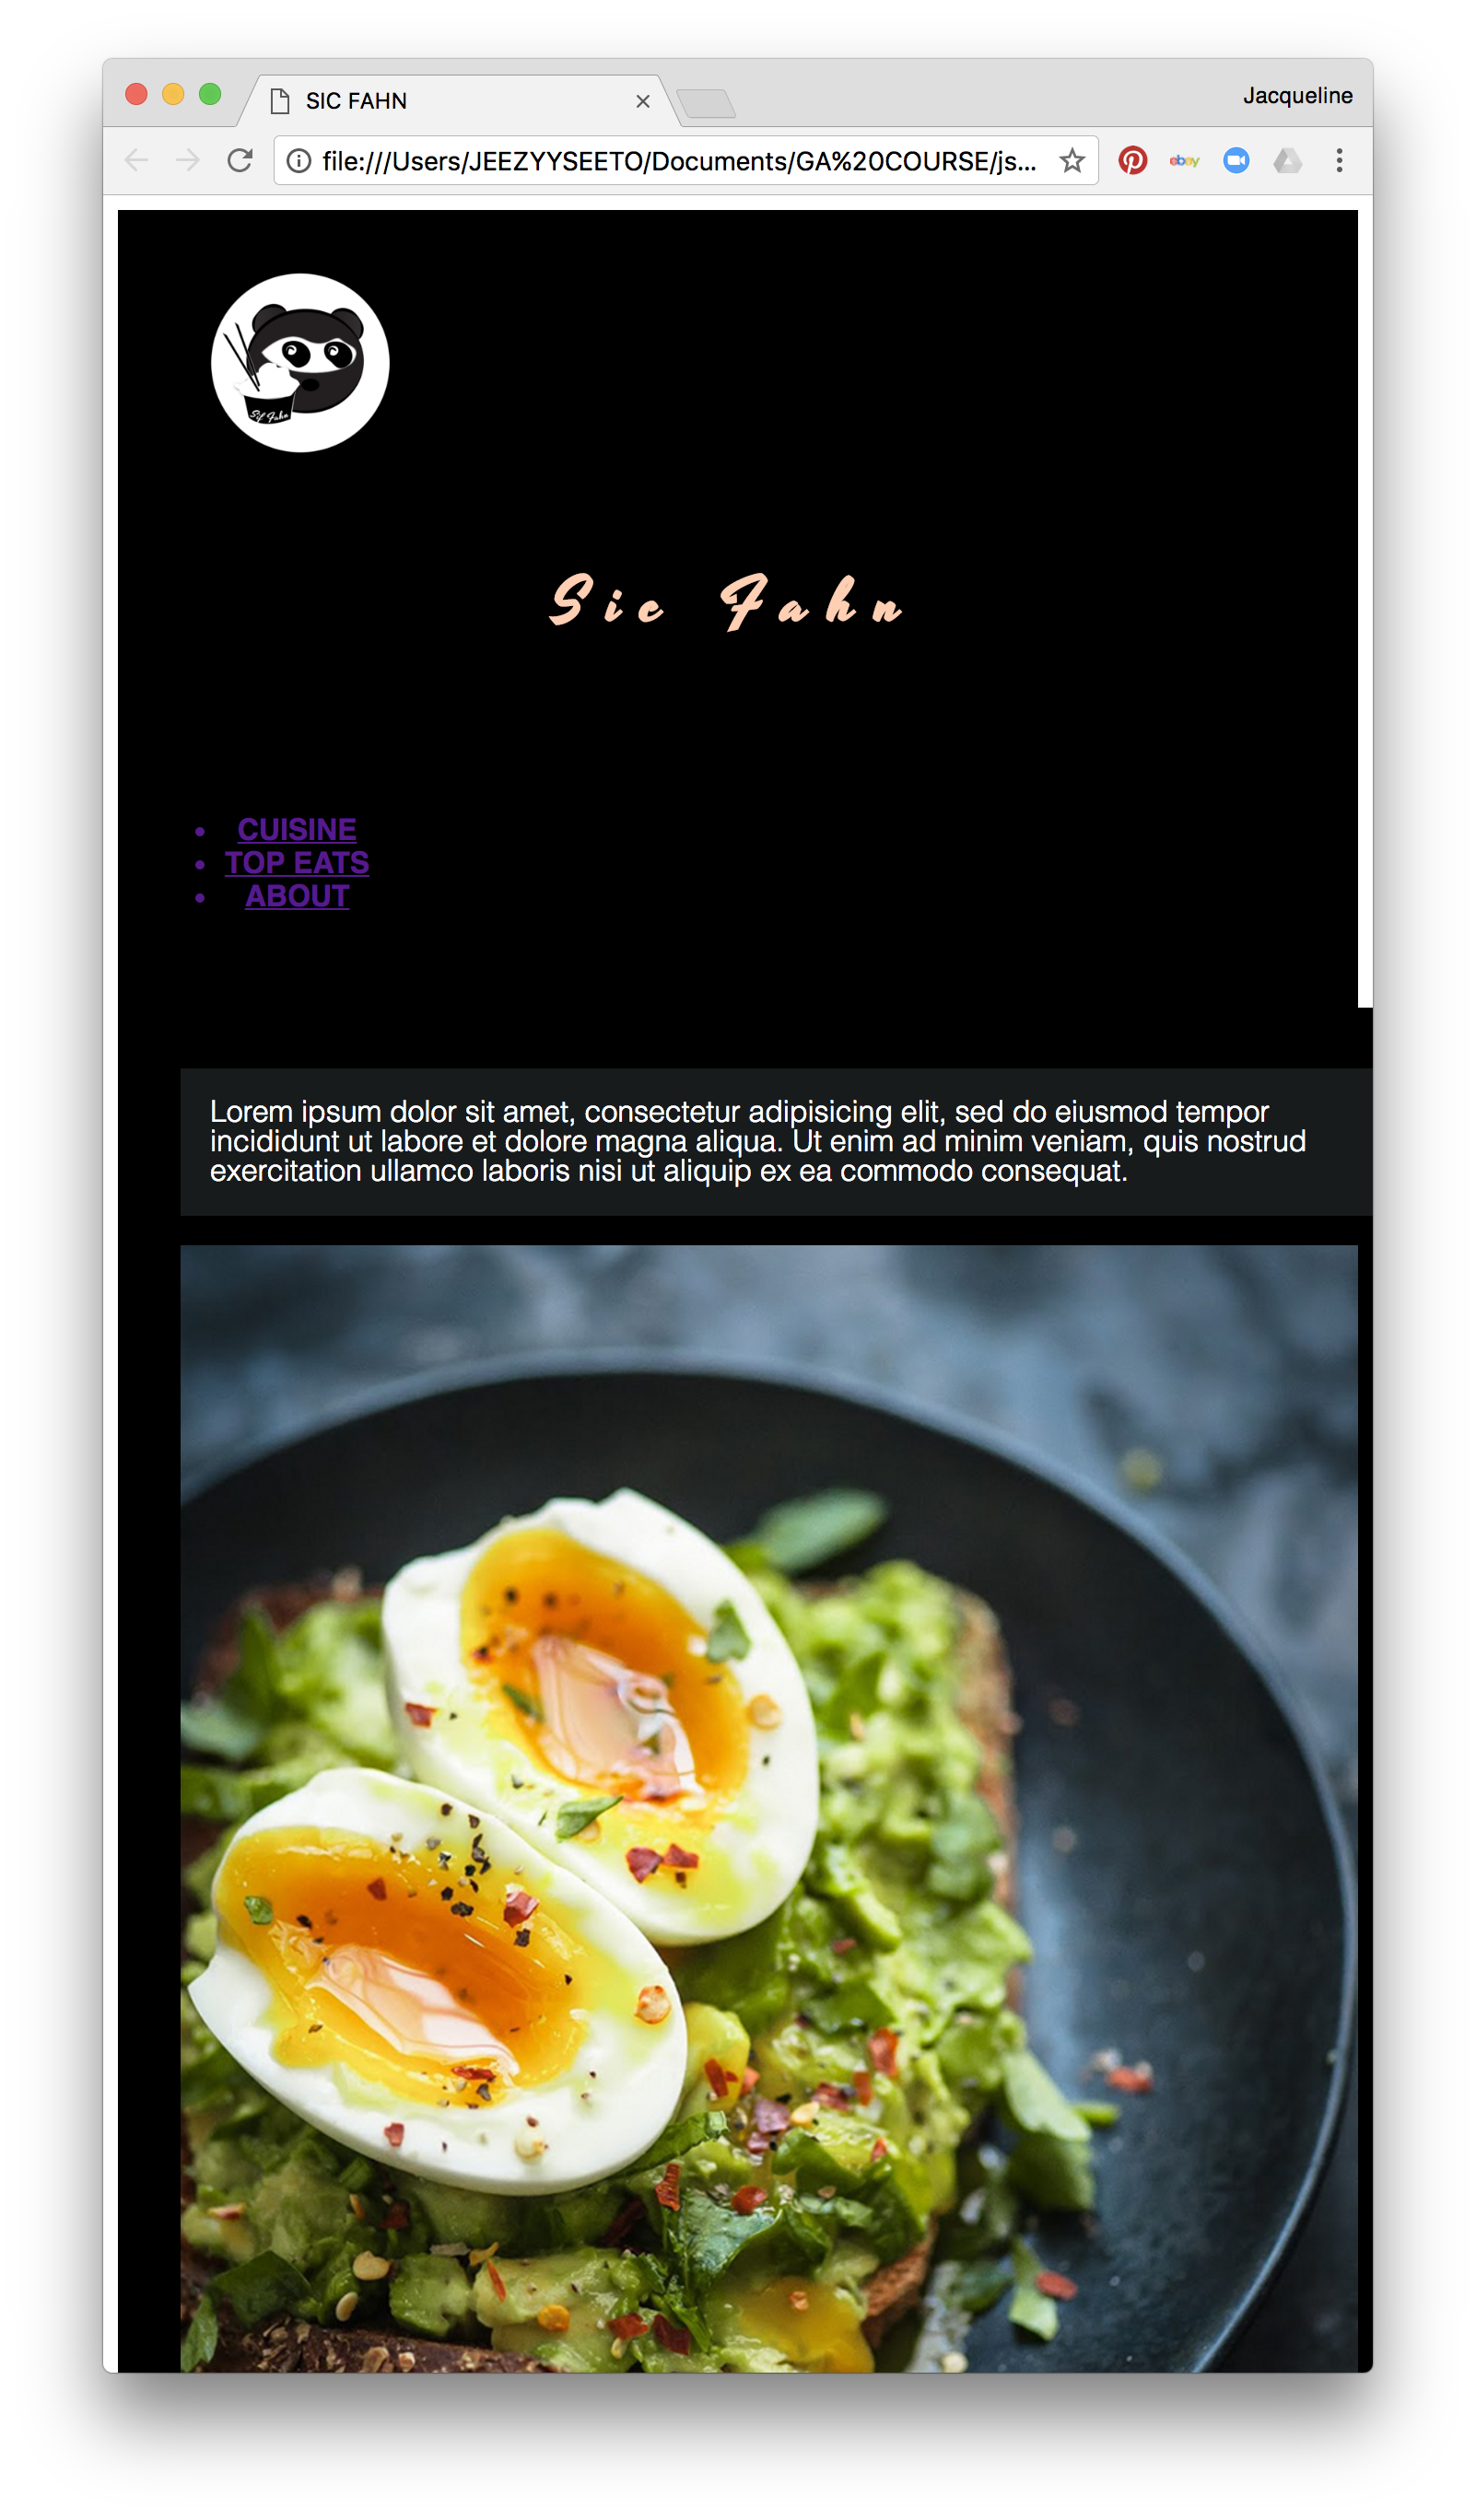 SIC FAHN
Jacqueline
file:///Users/JEEZYYSEETO/Documents/GA%20COURSE/js...
ebay
Sic Fahn
Sic Fahn
CUISINE
TOP EATS
ABOUT
Lorem ipsum dolor sit amet, consectetur adipisicing elit, sed do eiusmod tempor
incididunt ut labore et dolore magna aliqua. Ut enim ad minim veniam, quis nostrud
exercitation ullamco laboris nisi ut aliquip ex ea commodo consequat.